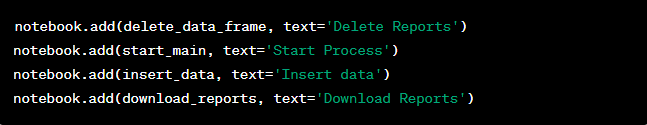 notebook.add(delete_data_frame, text='Delete Reports')
notebook.add(start_main, text='Start Process')
notebook.add(insert_data, text='Insert data')
notebook.add(download_reports, text='Download Reports')